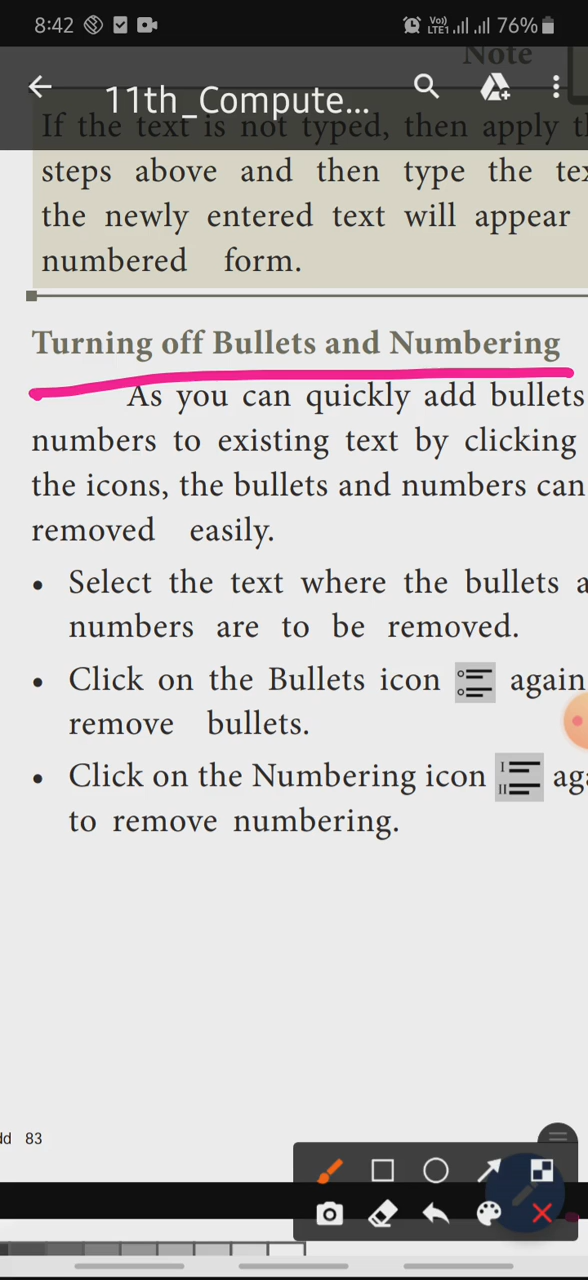 8:42 Vo)) LTE1 76%
Note
11th_Compute...
If the text is not typed, then apply
steps above and then type the
the newly entered text will appear
numbered form.
Turning off Bullets and Numbering
As you can quickly add bullets
numbers to existing text by clicking
the icons, the bullets and numbers can
removed easily.
• Select the text where the bullets
numbers are to be removed.
• Click on the Bullets icon again
remove bullets.
• Click on the Numbering icon
to remove numbering.
83